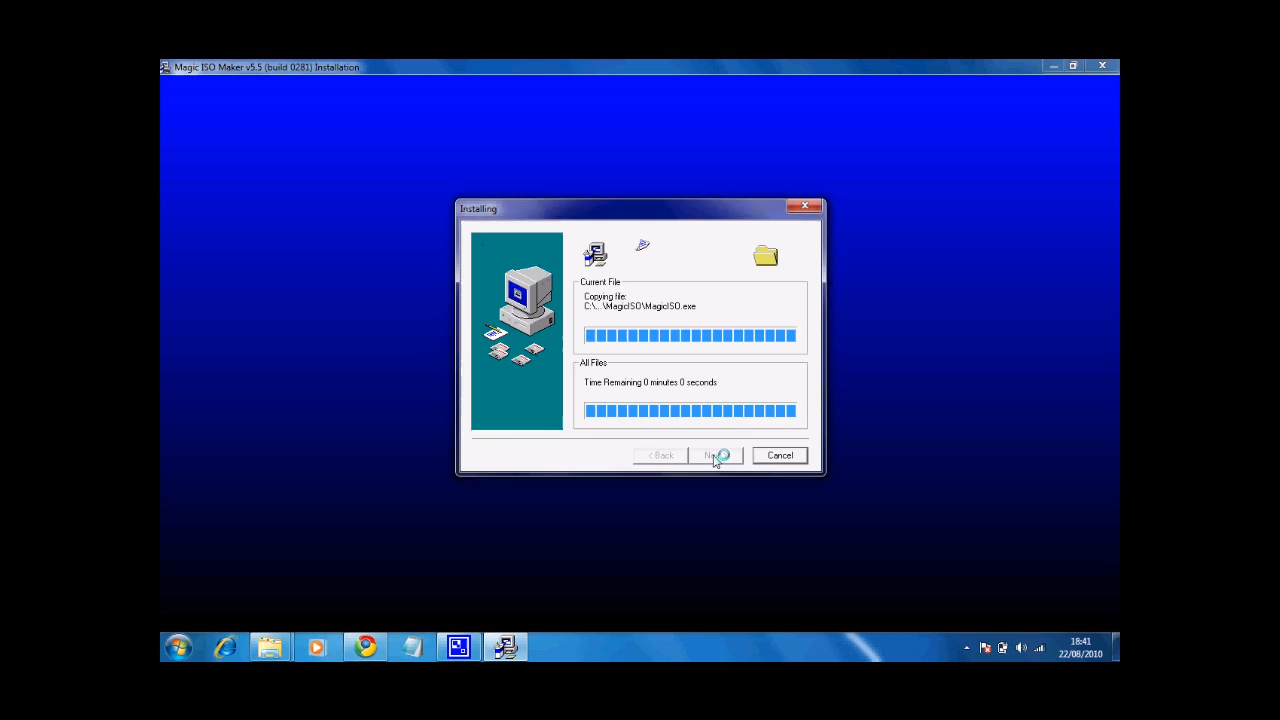 Magic ISO Maker v5.5 (build 0281) Installation
Installing
Current File
Copying file:
C:\...\MagicISO\MagicISO.exe
All Files
Time Remaining 0 minutes 0 seconds
< Back
Cancel
18:41
22/08/2010